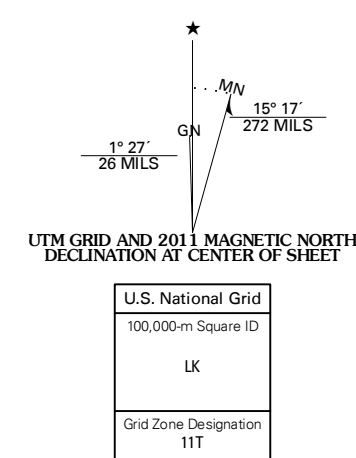 ★
MN
GN
15° 17´
272 MILS
1° 27´
26 MILS
UTM GRID AND 2011 MAGNETIC NORTH
DECLINATION AT CENTER OF SHEET
U.S. National Grid
100,000-m Square ID
LK
Grid Zone Designation
11T